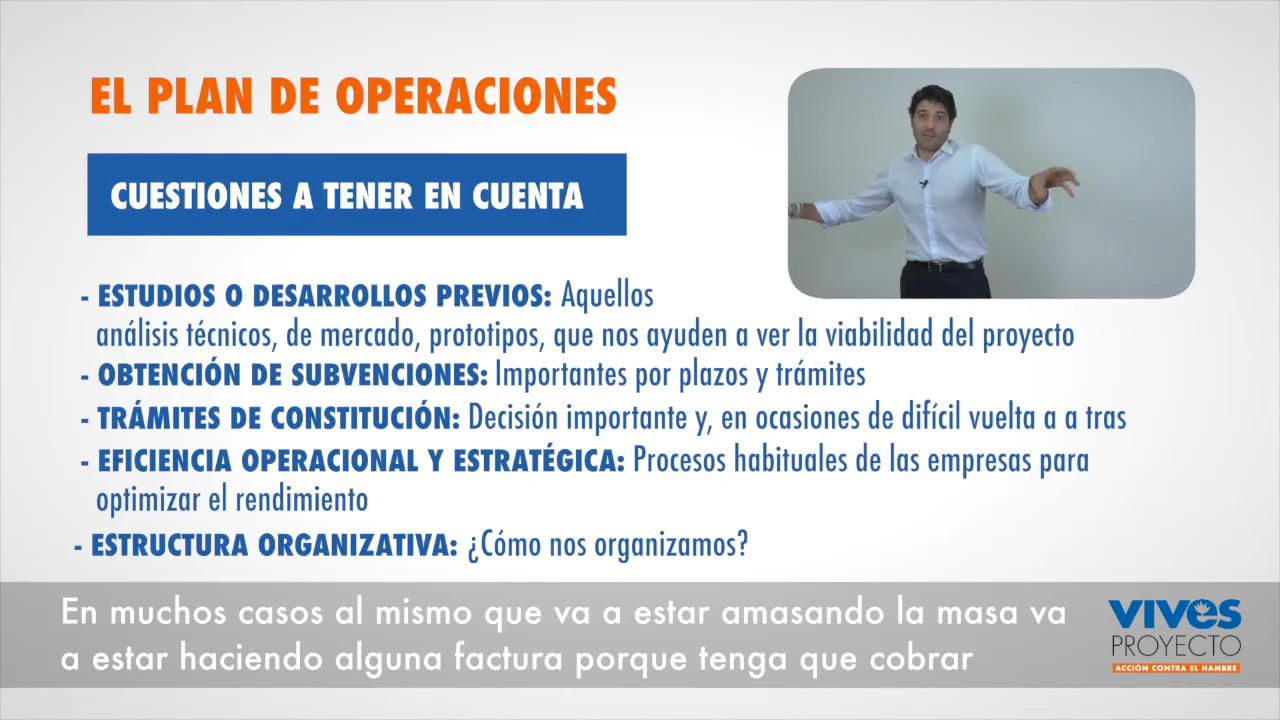 EL PLAN DE OPERACIONES
CUESTIONES A TENER EN CUENTA
- ESTUDIOS O DESARROLLOS PREVIOS: Aquellos
análisis técnicos, de mercado, prototipos, que nos ayuden a ver la viabilidad del proyecto
- OBTENCIÓN DE SUBVENCIONES: Importantes por plazos y trámites
- TRÁMITES DE CONSTITUCIÓN: Decisión importante y, en ocasiones de difícil vuelta a a tras
- EFICIENCIA OPERACIONAL Y ESTRATÉGICA: Procesos habituales de las empresas para
optimizar el rendimiento
- ESTRUCTURA ORGANIZATIVA: ¿Cómo nos organizamos?
En muchos casos al mismo que va a estar amasando la masa va
a estar haciendo alguna factura porque tenga que cobrar
VIVES
PROYECTO
ACCIÓN CONTRA EL HAMBRE